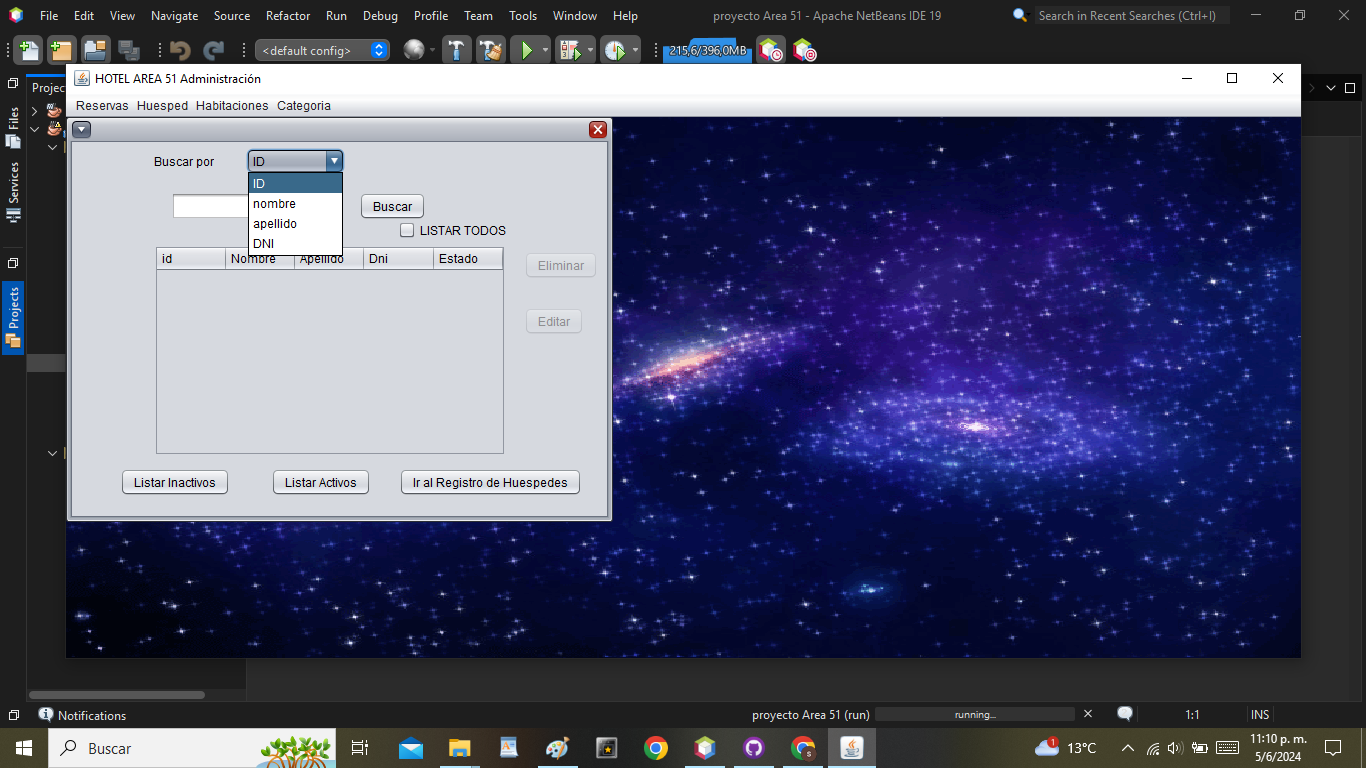 File Edit View Navigate Source Refactor Run Debug Profile Team Tools Window Help
proyecto Area 51 - Apache NetBeans IDE 19
Search in Recent Searches (Ctrl+I)
<default config>
215,6/396,0MB
Projec
Files
Services
Projects
HOTEL AREA 51 Administración
Reservas Huesped Habitaciones Categoria
Buscar por
ID
ID
nombre
apellido
DNI
Buscar
LISTAR TODOS
id Nombre Apellido Dni Estado
Eliminar
Editar
Listar Inactivos
Listar Activos
Ir al Registro de Huespedes
Notifications
proyecto Area 51 (run)
running...
1:1
INS
Buscar
1
13°C
11:10 p. m.
5/6/2024